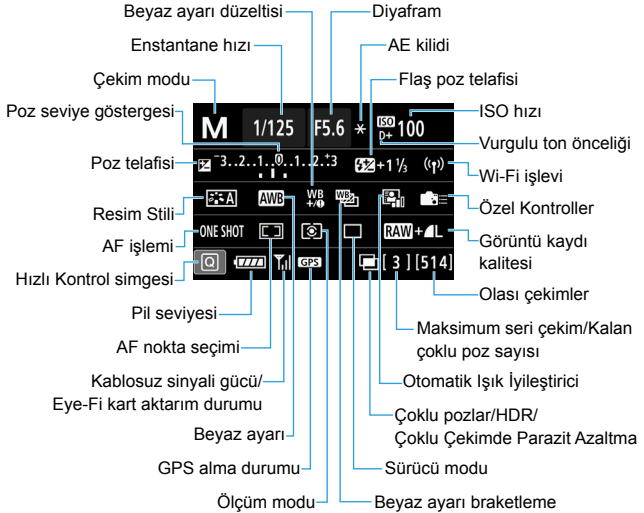 Beyaz ayarı düzeltisi
Diyafram
Enstantane hızı
AE kilidi
Çekim modu
Flaş poz telafisi
Poz seviye göstergesi
ISO hızı
M 1/125 F5.6 ISO D+ 100
Vurgulu ton önceliği
Poz telafisi
-3..2..1..0..1..2.+3 +1 1/3
Wi-Fi işlevi
Resim Stili
A AWB WB +/- WB
Özel Kontroller
AF işlemi
ONE SHOT RAW+L
Görüntü kaydı
kalitesi
Hızlı Kontrol simgesi
Q GPS [ 3 ] [514]
Olası çekimler
Pil seviyesi
Maksimum seri çekim/Kalan
çoklu poz sayısı
AF nokta seçimi
Kablosuz sinyali gücü/
Eye-Fi kart aktarım durumu
Otomatik Işık İyileştirici
Beyaz ayarı
Çoklu pozlar/HDR/
Çoklu Çekimde Parazit Azaltma
GPS alma durumu
Sürücü modu
Ölçüm modu
Beyaz ayarı braketleme